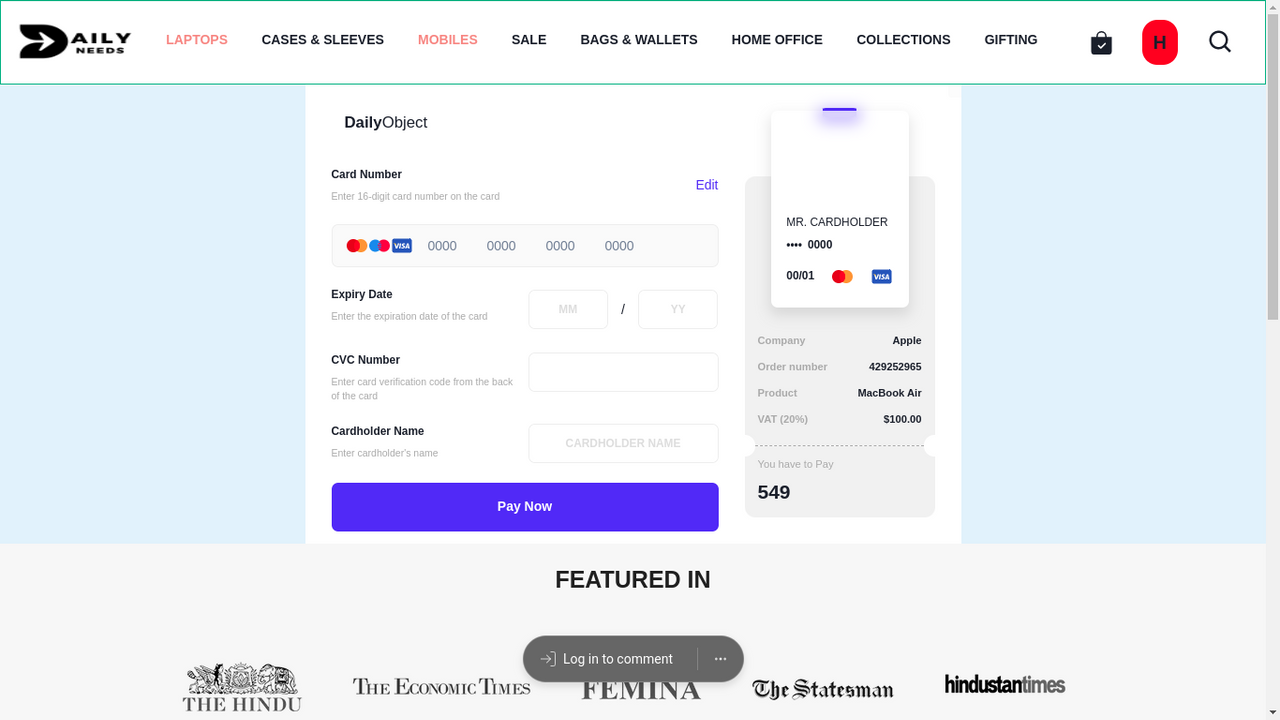 DAILY NEEDS
LAPTOPS CASES & SLEEVES MOBILES SALE BAGS & WALLETS HOME OFFICE COLLECTIONS GIFTING H
DailyObject
Card Number
Enter 16-digit card number on the card
Edit
VISA 0000 0000 0000 0000
Expiry Date
Enter the expiration date of the card
MM / YY
CVC Number
Enter card verification code from the back
of the card
Cardholder Name
Enter cardholder's name
CARDHOLDER NAME
Pay Now
MR. CARDHOLDER
•••• 0000
00/01 VISA
Company Apple
Order number 429252965
Product MacBook Air
VAT (20%) $100.00
You have to Pay
549
FEATURED IN
Log in to comment
THE HINDU
THE ECONOMIC TIMES
FEMINA
The Statesman
hindustantimes